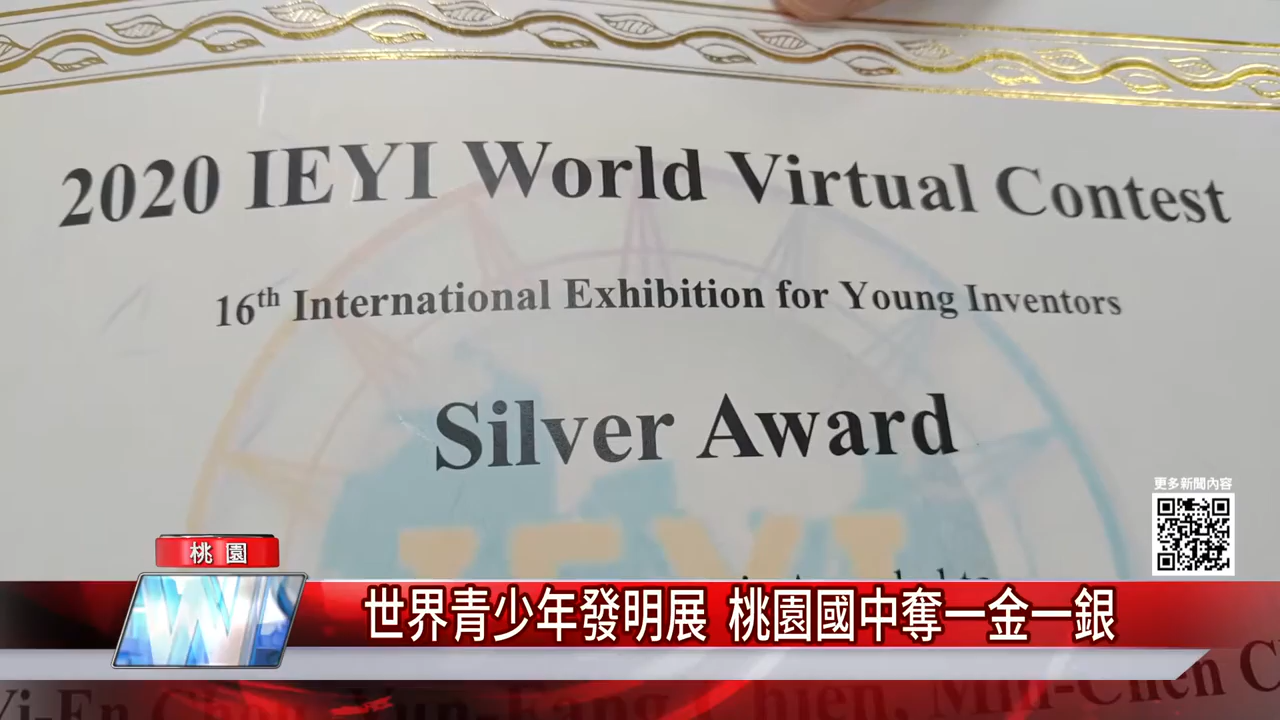 2020 IEYI World Virtual Contest
16th International Exhibition for Young Inventors
Silver Award
IEYI
更多新聞內容
桃園
W
世界青少年發明展 桃園國中奪一金一銀